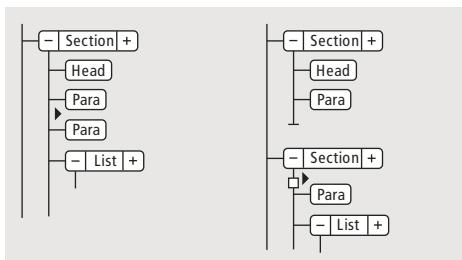 – Section +
Head
Para
Para
– List +
– Section +
Head
Para
– Section +
Para
– List +